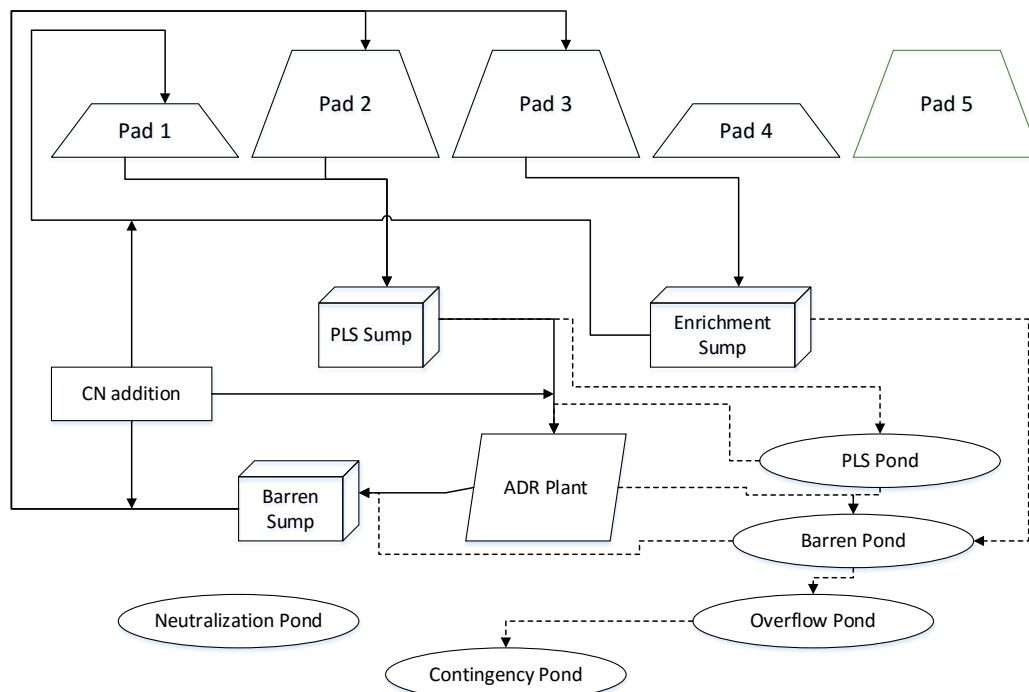 Pad 1
Pad 2
Pad 3
Pad 4
Pad 5
PLS Sump
Enrichment
Sump
CN addition
PLS Pond
ADR Plant
Barren
Sump
Barren Pond
Neutralization Pond
Overflow Pond
Contingency Pond